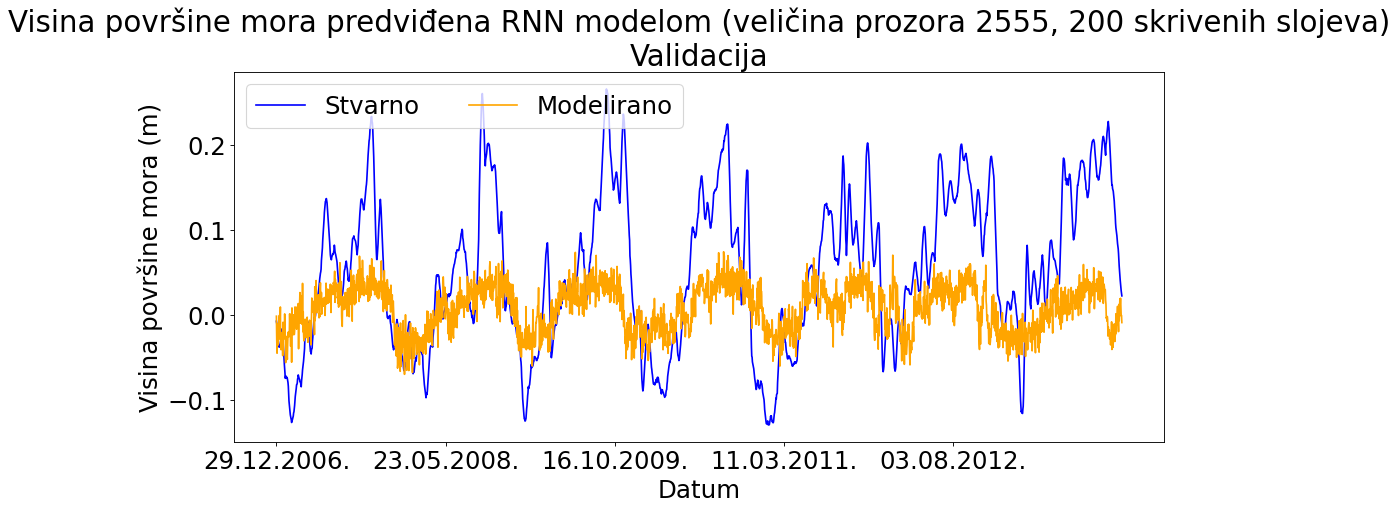 Visina površine mora predviđena RNN modelom (veličina prozora 2555, 200 skrivenih slojeva)
Validacija
Stvarno Modelirano
Visina površine mora (m)
0.2
0.1
0.0
−0.1
29.12.2006. 23.05.2008. 16.10.2009. 11.03.2011. 03.08.2012.
Datum